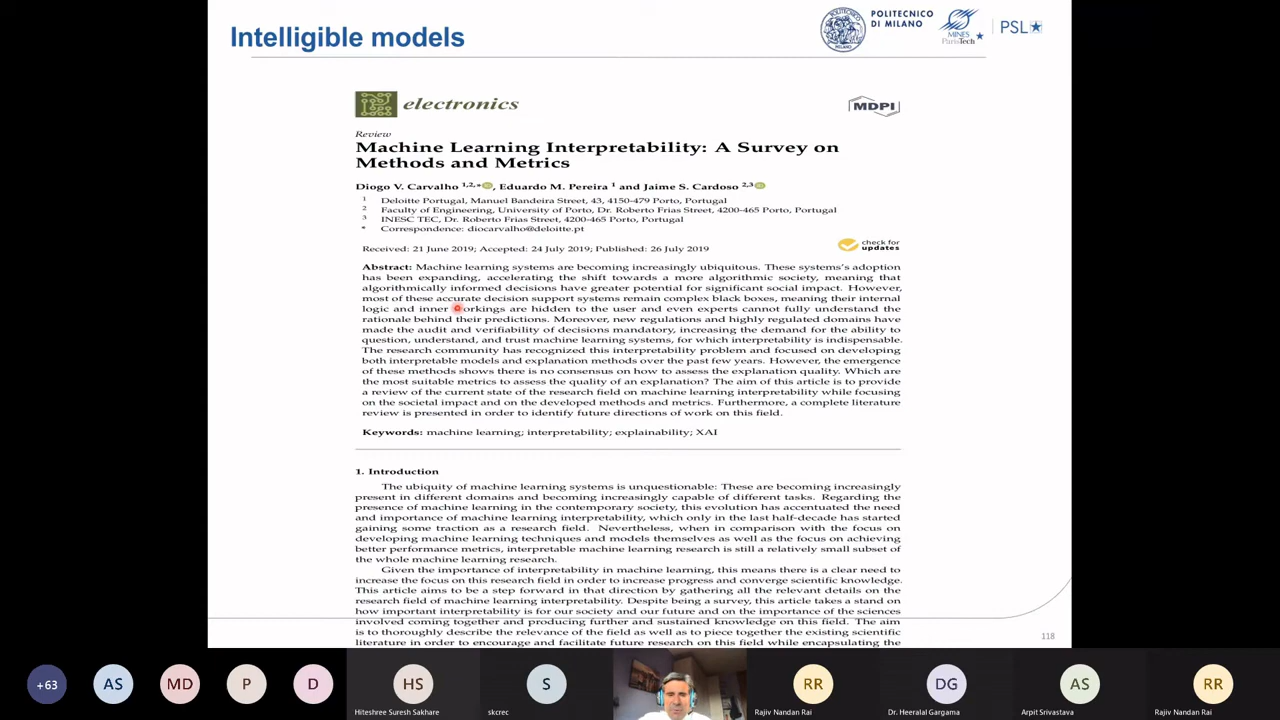 Intelligible models
POLITECNICO
DI MILANO
MINES
ParisTech
PSL
electronics
MDPI
Review
Machine Learning Interpretability: A Survey on
Methods and Metrics
Diogo V. Carvalho 1,2,*, Eduardo M. Pereira 1 and Jaime S. Cardoso 2,3
1 Deloitte Portugal, Manuel Bandeira Street, 43, 4150-479 Porto, Portugal
2 Faculty of Engineering, University of Porto, Dr. Roberto Frias Street, 4200-465 Porto, Portugal
3 INESC TEC, Dr. Roberto Frias Street, 4200-465 Porto, Portugal
* Correspondence: diocarvalho@deloitte.pt
Received: 21 June 2019; Accepted: 24 July 2019; Published: 26 July 2019
check for
updates
Abstract: Machine learning systems are becoming increasingly ubiquitous. These systems's adoption
has been expanding, accelerating the shift towards a more algorithmic society, meaning that
algorithmically informed decisions have greater potential for significant social impact. However,
most of these accurate decision support systems remain complex black boxes, meaning their internal
logic and inner workings are hidden to the user and even experts cannot fully understand the
rationale behind their predictions. Moreover, new regulations and highly regulated domains have
made the audit and verifiability of decisions mandatory, increasing the demand for the ability to
question, understand, and trust machine learning systems, for which interpretability is indispensable.
The research community has recognized this interpretability problem and focused on developing
both interpretable models and explanation methods over the past few years. However, the emergence
of these methods shows there is no consensus on how to assess the explanation quality. Which are
the most suitable metrics to assess the quality of an explanation? The aim of this article is to provide
a review of the current state of the research field on machine learning interpretability while focusing
on the societal impact and on the developed methods and metrics. Furthermore, a complete literature
review is presented in order to identify future directions of work on this field.
Keywords: machine learning; interpretability; explainability; XAI
1. Introduction
The ubiquity of machine learning systems is unquestionable: These are becoming increasingly
present in different domains and becoming increasingly capable of different tasks. Regarding the
presence of machine learning in the contemporary society, this evolution has accentuated the need
and importance of machine learning interpretability, which only in the last half-decade has started
gaining some traction as a research field. Nevertheless, when in comparison with the focus on
developing machine learning techniques and models themselves as well as the focus on achieving
better performance metrics, interpretable machine learning research is still a relatively small subset of
the whole machine learning research.
Given the importance of interpretability in machine learning, this means there is a clear need to
increase the focus on this research field in order to increase progress and converge scientific knowledge.
This article aims to be a step forward in that direction by gathering all the relevant details on the
research field of machine learning interpretability. Despite being a survey, this article takes a stand on
how important interpretability is for our society and our future and on the importance of the sciences
involved coming together and producing further and sustained knowledge on this field. The aim
is to thoroughly describe the relevance of the field as well as to piece together the existing scientific
literature in order to encourage and facilitate future research on this field while encapsulating the
118
+63
AS
MD
P
D
HS
S
RR
DG
AS
RR
Hiteshree Suresh Sakhare
skcrec
Rajiv Nandan Rai
Dr. Heeralal Gargama
Arpit Srivastava
Rajiv Nandan Rai